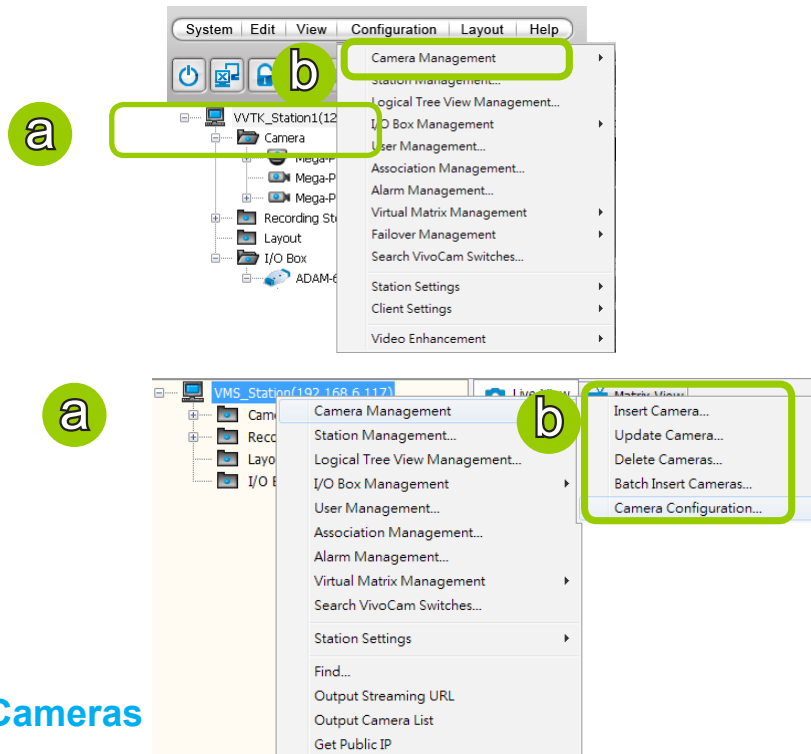 System Edit View Configuration Layout Help
b
Camera Management
Station Management...
a
VVTK_Station1(12
Logical Tree View Management...
Camera
I/O Box Management
Mega-P
User Management...
Mega-P
Association Management...
Mega-P
Alarm Management...
Recording Sto
Virtual Matrix Management
Layout
Failover Management
I/O Box
Search VivoCam Switches...
ADAM-6
Station Settings
Client Settings
Video Enhancement
a
VMS_Station(192.168.6.117)
Live View
Matrix View
Came
Camera Management
b
Insert Camera...
Reco
Station Management...
Update Camera...
Layo
Logical Tree View Management...
Delete Cameras...
I/O B
I/O Box Management
Batch Insert Cameras...
User Management...
Camera Configuration...
Association Management...
Alarm Management...
Virtual Matrix Management
Search VivoCam Switches...
Station Settings
Find...
Cameras
Output Streaming URL
Output Camera List
Get Public IP